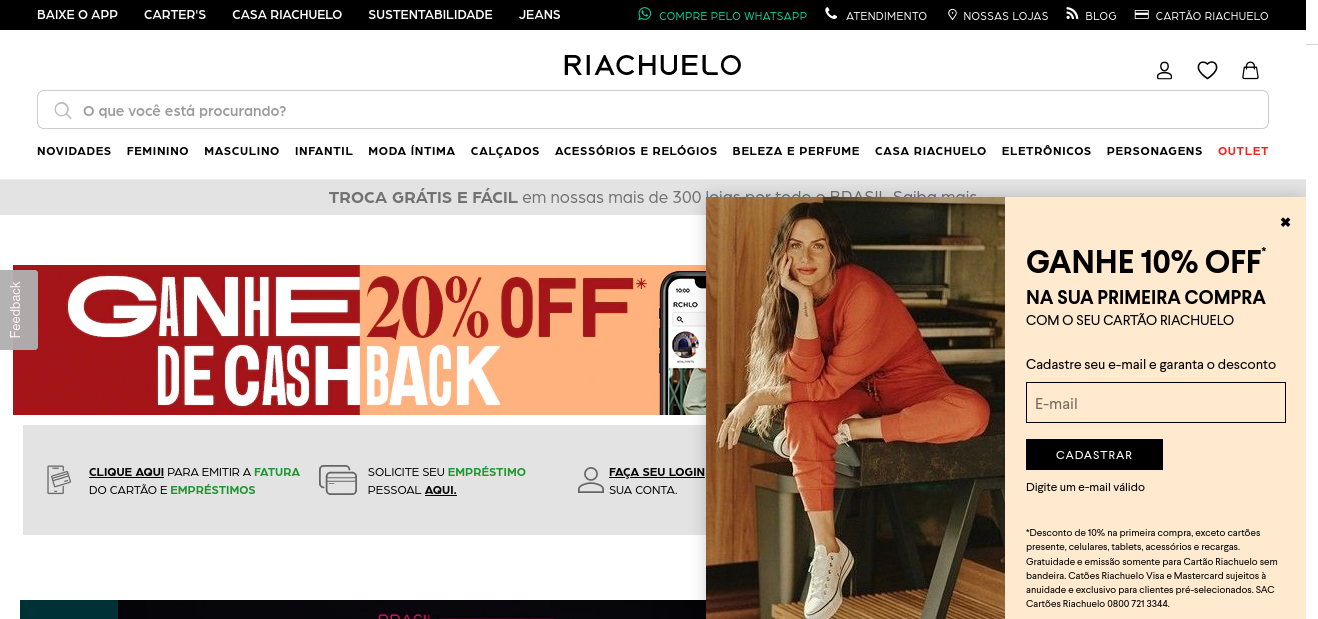 BAIXE O APP CARTER'S CASA RIACHUELO SUSTENTABILIDADE JEANS COMPRE PELO WHATSAPP ATENDIMENTO NOSSAS LOJAS BLOG CARTÃO RIACHUELO
RIACHUELO
O que você está procurando?
NOVIDADES FEMININO MASCULINO INFANTIL MODA ÍNTIMA CALÇADOS ACESSÓRIOS E RELÓGIOS BELEZA E PERFUME CASA RIACHUELO ELETRÔNICOS PERSONAGENS OUTLET
TROCA GRÁTIS E FÁCIL em nossas mais de 300 lojas por todo o BRASIL. Saiba mais
Feedback
GANHE 20% OFF*
DE CASHBACK
10:00
RCHLO
CLIQUE AQUI PARA EMITIR A FATURA
DO CARTÃO E EMPRÉSTIMOS
SOLICITE SEU EMPRÉSTIMO
PESSOAL AQUI.
FAÇA SEU LOGIN
SUA CONTA.
BRASIL
✖
GANHE 10% OFF*
NA SUA PRIMEIRA COMPRA
COM O SEU CARTÃO RIACHUELO
Cadastre seu e-mail e garanta o desconto
E-mail
CADASTRAR
Digite um e-mail válido
*Desconto de 10% na primeira compra, exceto cartões
presente, celulares, tablets, acessórios e recargas.
Gratuidade e emissão somente para Cartão Riachuelo sem
bandeira. Catões Riachuelo Visa e Mastercard sujeitos à
anuidade e exclusivo para clientes pré-selecionados. SAC
Cartões Riachuelo 0800 721 3344.